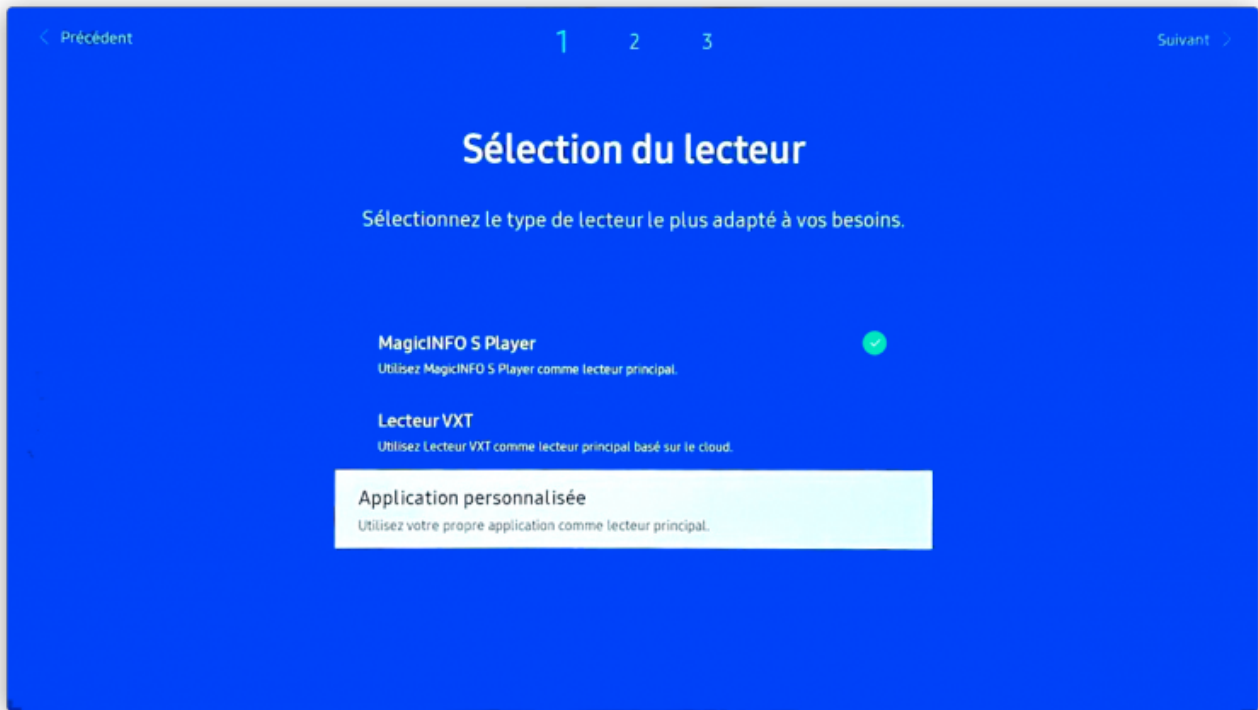 Précédent
1 2 3
Suivant
Sélection du lecteur
Sélectionnez le type de lecteur le plus adapté à vos besoins.
MagicINFO S Player
Utilisez MagicINFO S Player comme lecteur principal.
Lecteur VXT
Utilisez Lecteur VXT comme lecteur principal basé sur le cloud.
Application personnalisée
Utilisez votre propre application comme lecteur principal.